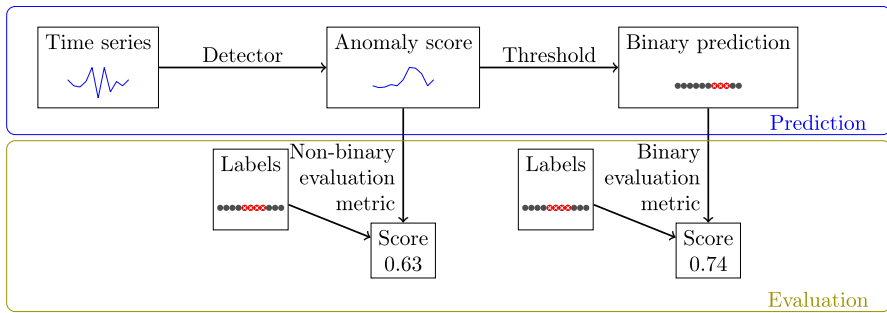 Time series
Detector
Anomaly score
Threshold
Binary prediction
Prediction
Labels
Non-binary
evaluation
metric
Score
0.63
Labels
Binary
evaluation
metric
Score
0.74
Evaluation